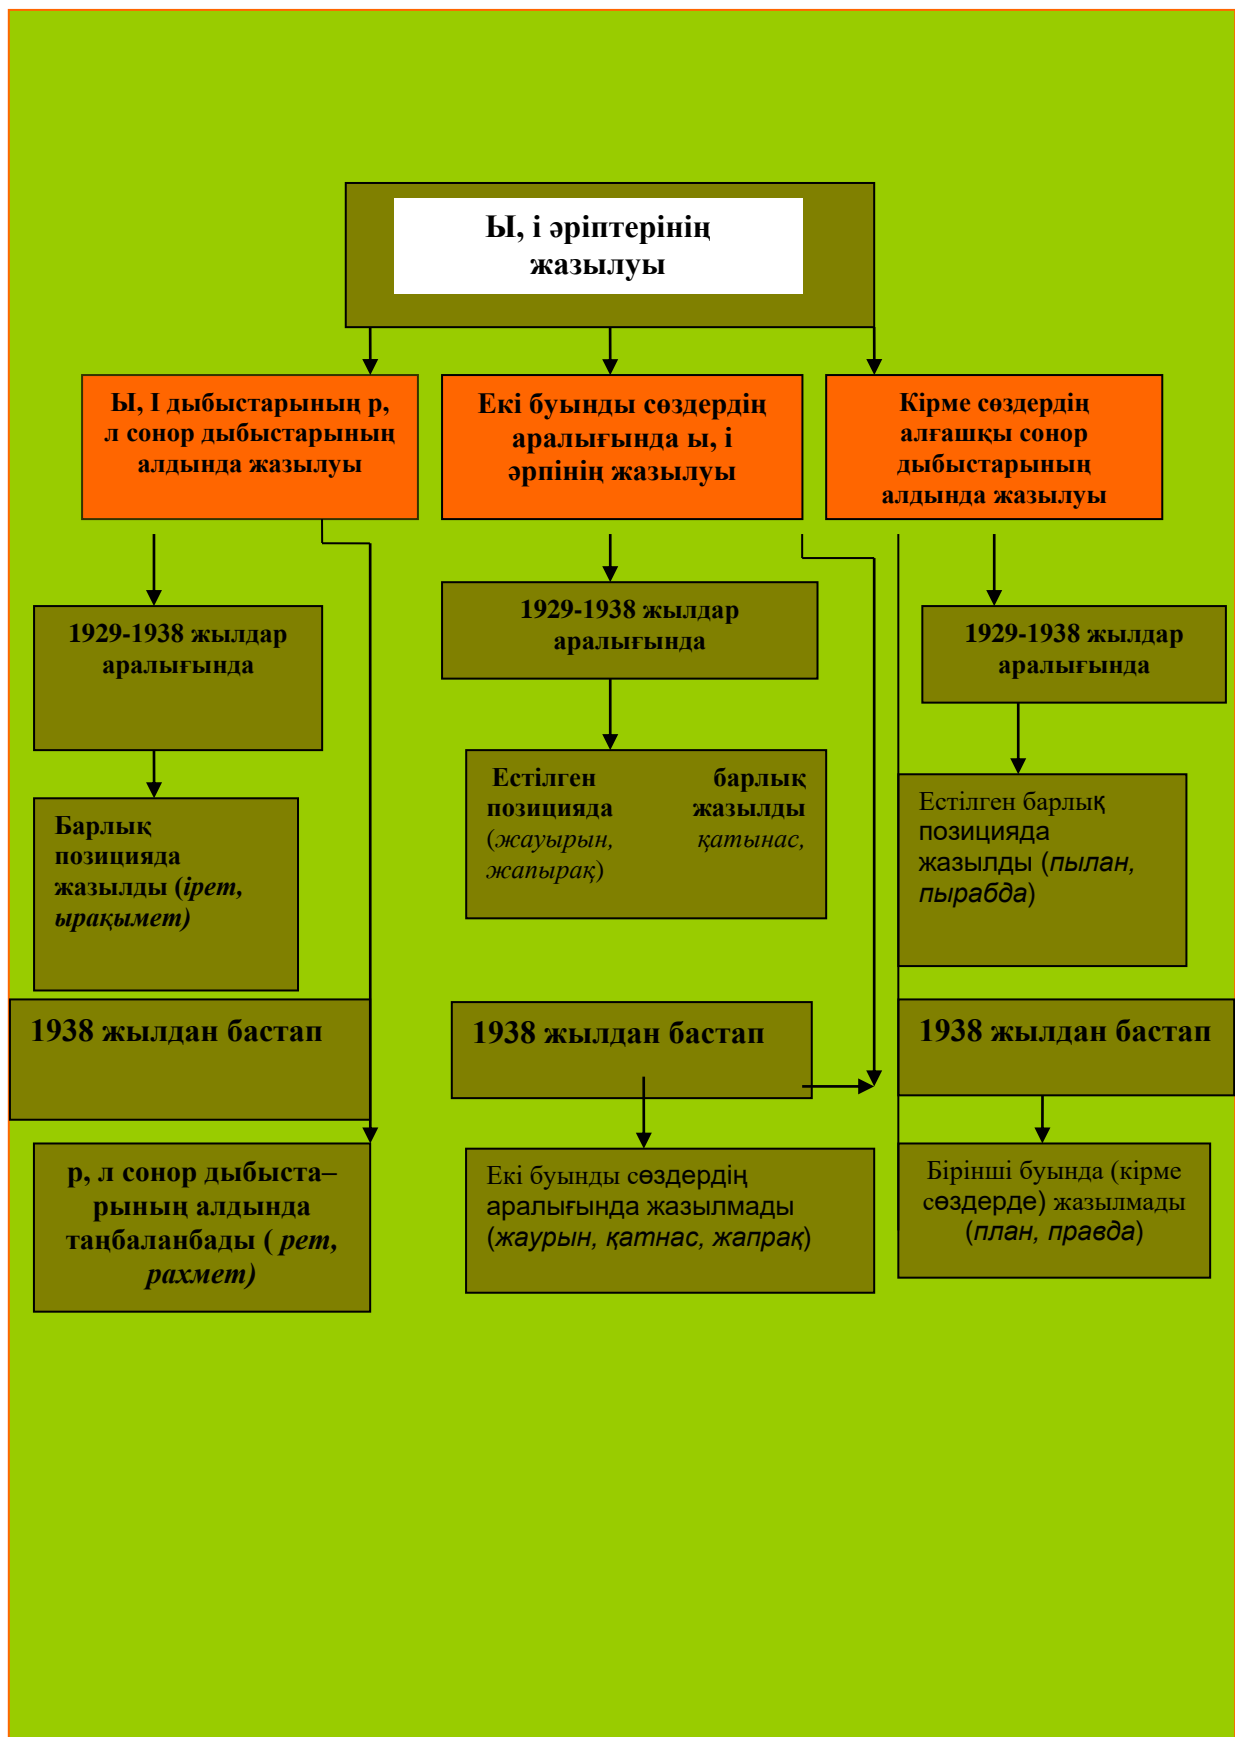 Ы, і әріптерінің
жазылуы
Ы, І дыбыстарының р,
л сонор дыбыстарының
алдында жазылуы
Екі буынды сөздердің
аралығында ы, і
әрпінің жазылуы
Кірме сөздердің
алғашқы сонор
дыбыстарының
алдында жазылуы
1929-1938 жылдар
аралығында
1929-1938 жылдар
аралығында
1929-1938 жылдар
аралығында
Барлық
позицияда
жазылды (ірет,
ырақымет)
Естілген барлық
позицияда жазылды
(жауырын, қатынас,
жапырақ)
Естілген барлық
позицияда
жазылды (пылан,
пырабда)
1938 жылдан бастап
1938 жылдан бастап
1938 жылдан бастап
р, л сонор дыбыста–
рының алдында
таңбаланбады ( рет,
рахмет)
Екі буынды сөздердің
аралығында жазылмады
(жаурын, қатнас, жапрақ)
Бірінші буында (кірме
сөздерде) жазылмады
(план, правда)